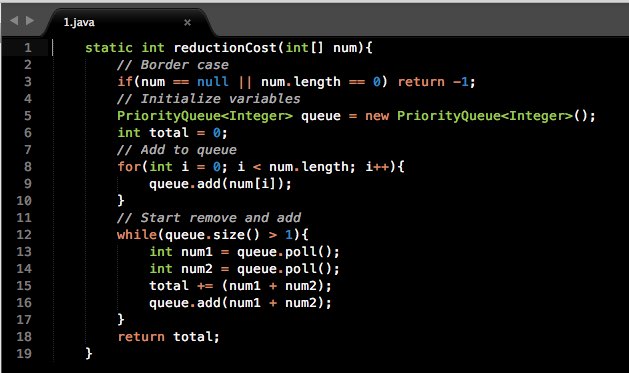 1.java ×
1 static int reductionCost(int[] num){
2 // Border case
3 if(num == null || num.length == 0) return -1;
4 // Initialize variables
5 PriorityQueue<Integer> queue = new PriorityQueue<Integer>();
6 int total = 0;
7 // Add to queue
8 for(int i = 0; i < num.length; i++){
9 queue.add(num[i]);
10 }
11 // Start remove and add
12 while(queue.size() > 1){
13 int num1 = queue.poll();
14 int num2 = queue.poll();
15 total += (num1 + num2);
16 queue.add(num1 + num2);
17 }
18 return total;
19 }